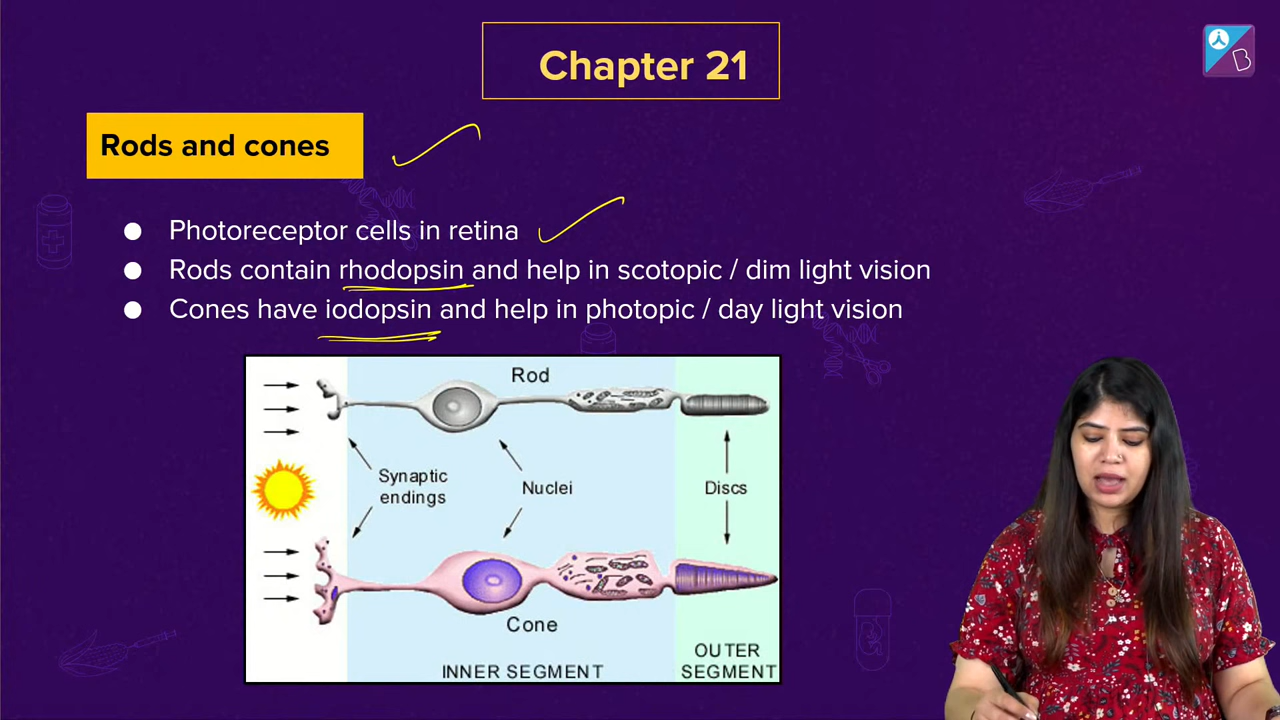 Chapter 21
B
Rods and cones
● Photoreceptor cells in retina
● Rods contain rhodopsin and help in scotopic / dim light vision
● Cones have iodopsin and help in photopic / day light vision
Rod
Synaptic
endings
Nuclei
Discs
Cone
INNER SEGMENT
OUTER
SEGMENT